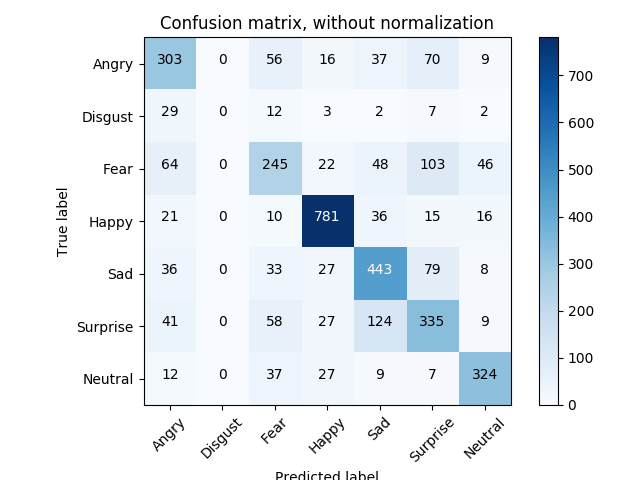 Confusion matrix, without normalization
True label
Angry 303 0 56 16 37 70 9
Disgust 29 0 12 3 2 7 2
Fear 64 0 245 22 48 103 46
Happy 21 0 10 781 36 15 16
Sad 36 0 33 27 443 79 8
Surprise 41 0 58 27 124 335 9
Neutral 12 0 37 27 9 7 324
Angry Disgust Fear Happy Sad Surprise Neutral
Predicted label
700
600
500
400
300
200
100
0